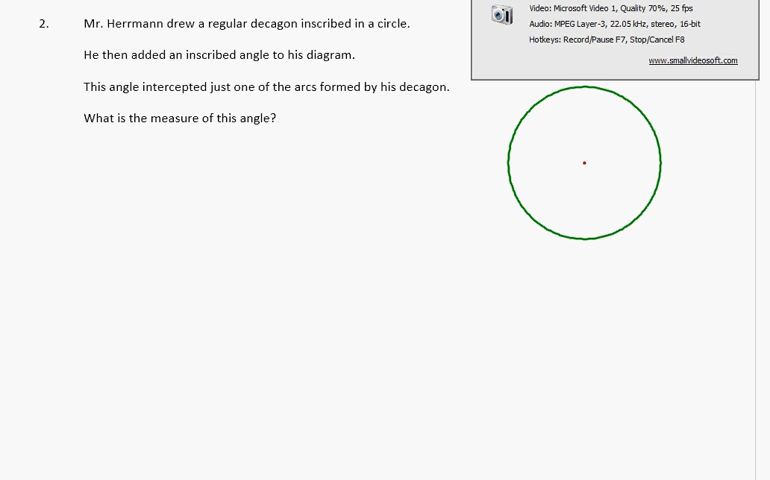 Video: Microsoft Video 1, Quality 70%, 25 fps
Audio: MPEG Layer-3, 22.05 kHz, stereo, 16-bit
Hotkeys: Record/Pause F7, Stop/Cancel F8
www.smallvideosoft.com
2. Mr. Herrmann drew a regular decagon inscribed in a circle.
He then added an inscribed angle to his diagram.
This angle intercepted just one of the arcs formed by his decagon.
What is the measure of this angle?